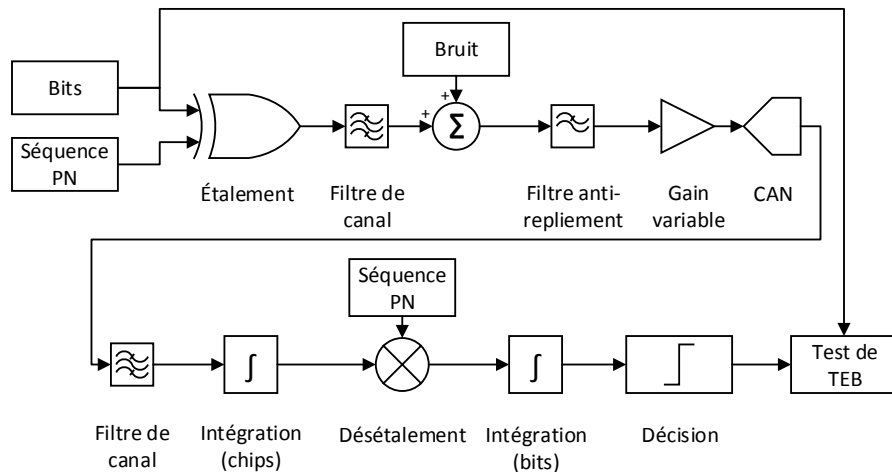 Bits
Séquence
PN
Bruit
+
+
Σ
Étalement
Filtre de
canal
Filtre anti-
repliement
Gain
variable
CAN
Séquence
PN
∫
∫
Test de
TEB
Filtre de
canal
Intégration
(chips)
Désétalement
Intégration
(bits)
Décision